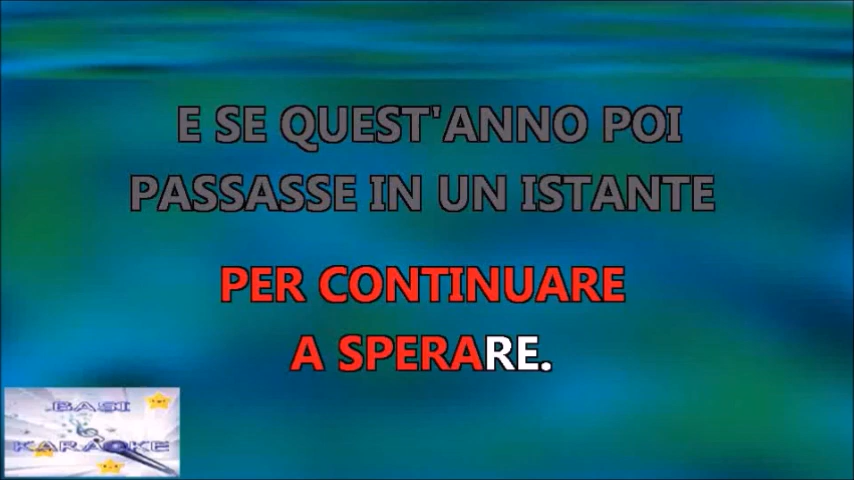 E SE QUEST'ANNO POI
PASSASSE IN UN ISTANTE
PER CONTINUARE
A SPERARE.
BASI
KARAOKE